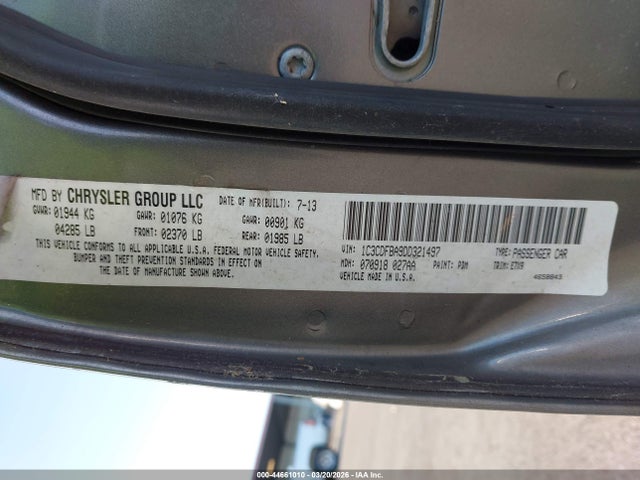 MFD BY CHRYSLER GROUP LLC DATE OF MFR(BUILT): 7-13
GVWR: 01944 KG GAWR: 01076 KG GAWR: 00901 KG
04285 LB FRONT: 02370 LB REAR: 01985 LB
THIS VEHICLE CONFORMS TO ALL APPLICABLE U.S.A. FEDERAL MOTOR VEHICLE SAFETY,
BUMPER AND THEFT PREVENTION STANDARDS IN EFFECT ON
THE DATE OF MANUFACTURE SHOWN ABOVE.
VIN: 1C3CDFBA9DD321497 TYPE: PASSENGER CAR
MDH: 070918 027AA PAINT: PDM TRIM: E7X9
VEHICLE MADE IN U.S.A. 4658843
000-44661010 - 03/20/2026 - IAAI Holdings, LLC.